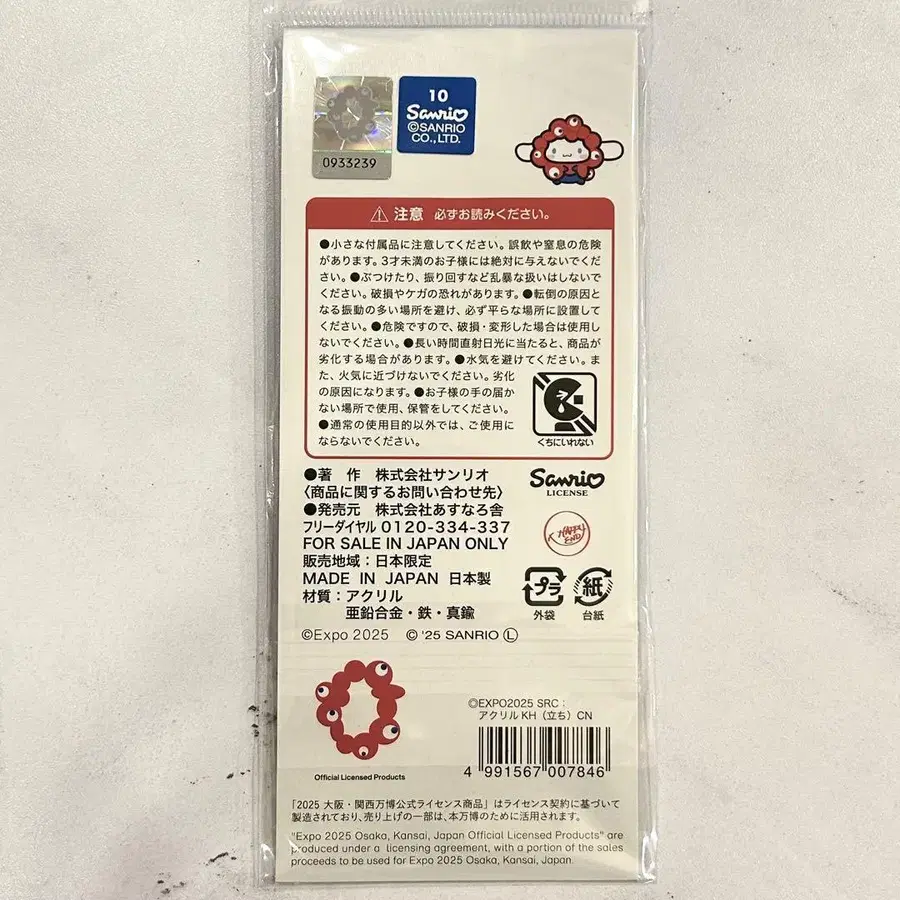 0933239
10
Sanrio
©SANRIO
CO., LTD.
⚠ 注意 必ずお読みください。
●小さな付属品に注意してください。誤飲や窒息の危険
があります。3才未満のお子様には絶対に与えないでくだ
さい。●ぶつけたり、振り回すなど乱暴な扱いはしないで
ください。破損やケガの恐れがあります。●転倒の原因と
なる振動の多い場所を避け、必ず平らな場所に設置して
ください。●危険ですので、破損・変形した場合は使用し
ないでください。●長い時間直射日光に当たると、商品が
劣化する場合があります。●水気を避けてください。ま
た、火気に近づけないでください。劣化
の原因になります。●お子様の手の届か
ない場所で使用、保管をしてください。
●通常の使用目的以外では、ご使用に
ならないでください。
くちにいれない
●著 作 株式会社サンリオ
〈商品に関するお問い合わせ先〉
●発売元 株式会社あすなろ舎
フリーダイヤル 0120-334-337
FOR SALE IN JAPAN ONLY
販売地域：日本限定
MADE IN JAPAN 日本製
材質：アクリル
亜鉛合金・鉄・真鍮
©Expo 2025 © '25 SANRIO Ⓛ
Sanrio
LICENSE
HAPPY
END
プラ
外袋
紙
台紙
Official Licensed Products
©EXPO2025 SRC：
アクリル KH（立ち）CN
4 991567 007846
「2025 大阪・関西万博公式ライセンス商品」はライセンス契約に基づいて
製造されており、売り上げの一部は、本万博のために活用されます。
"Expo 2025 Osaka, Kansai, Japan Official Licensed Products" are
produced under a licensing agreement, with a portion of the sales
proceeds to be used for Expo 2025 Osaka, Kansai, Japan.